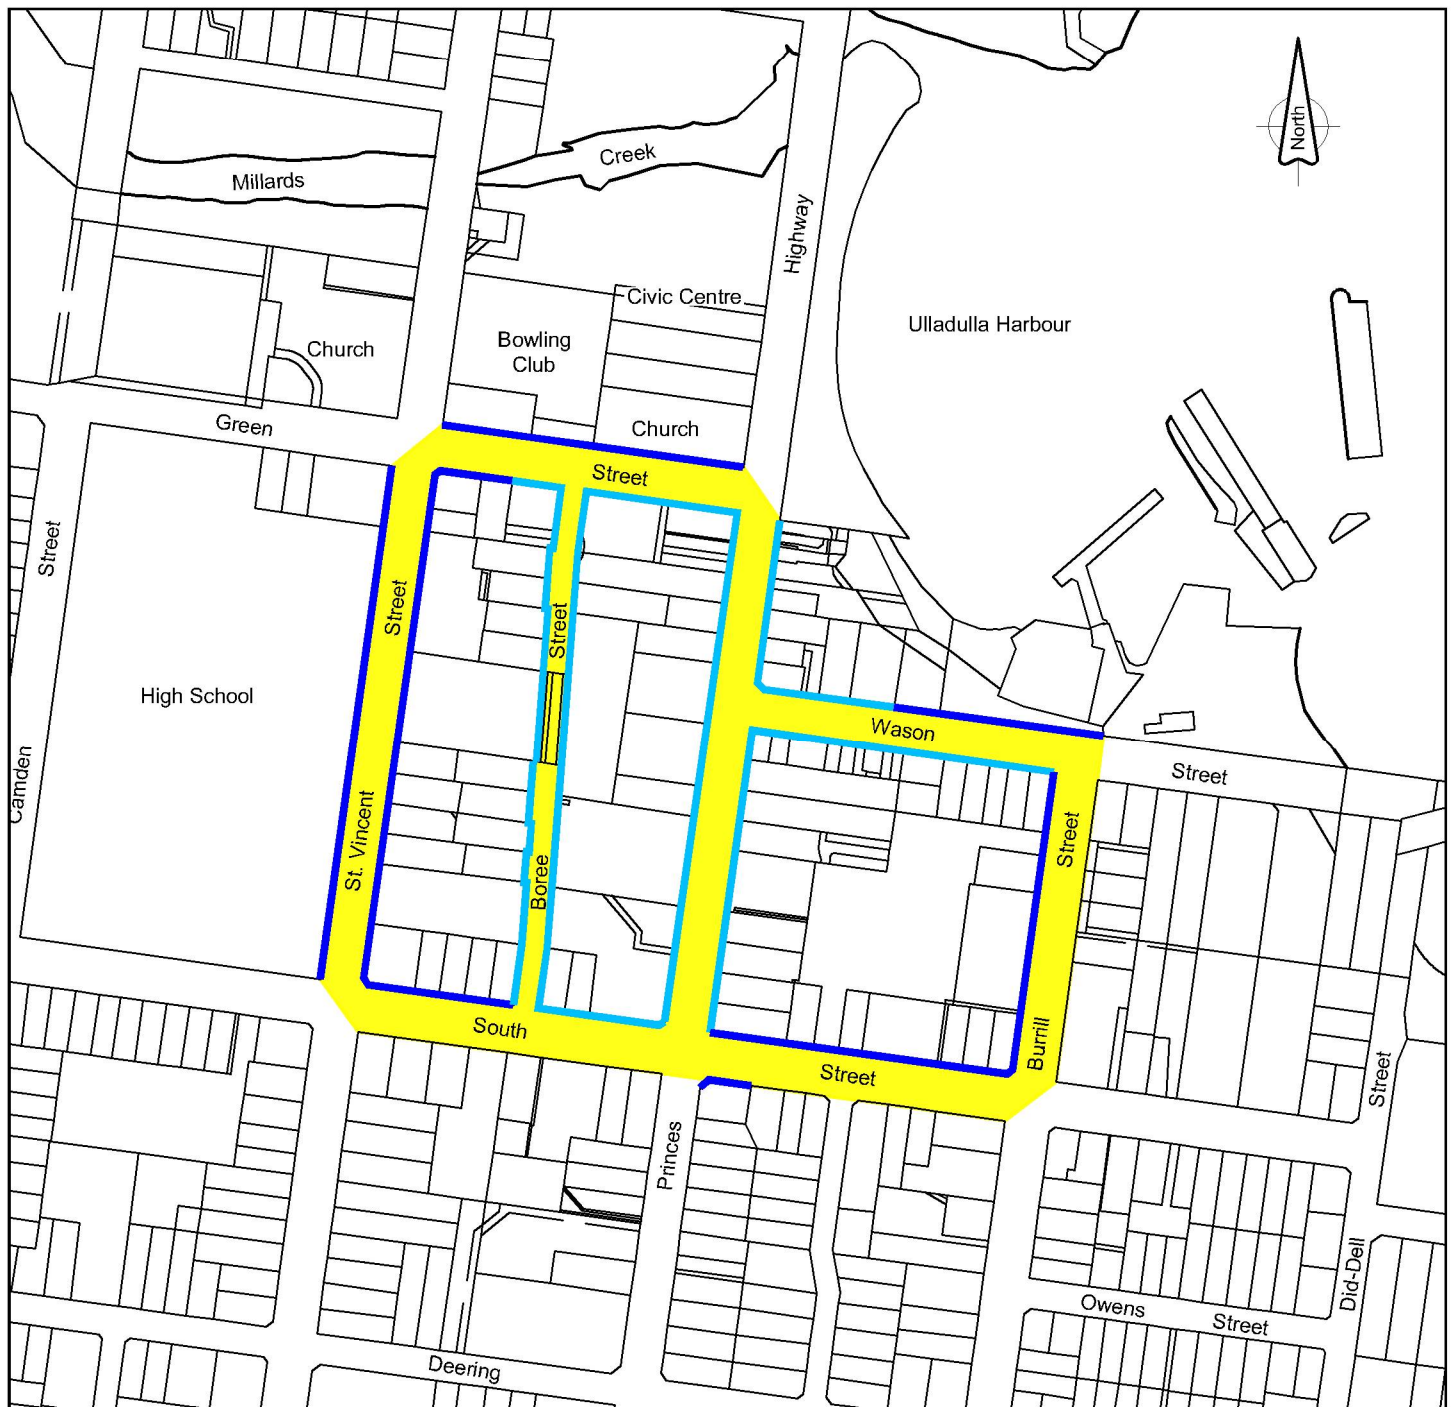 North
Creek
Millards
Highway
Civic Centre
Ulladulla Harbour
Bowling
Club
Church
Green
Church
Street
Street
Street
Street
High School
Wason
Street
Camden
St. Vincent
Boree
Street
South
Street
Burrill
Street
Princes
Did-Dell
Owens
Street
Deering